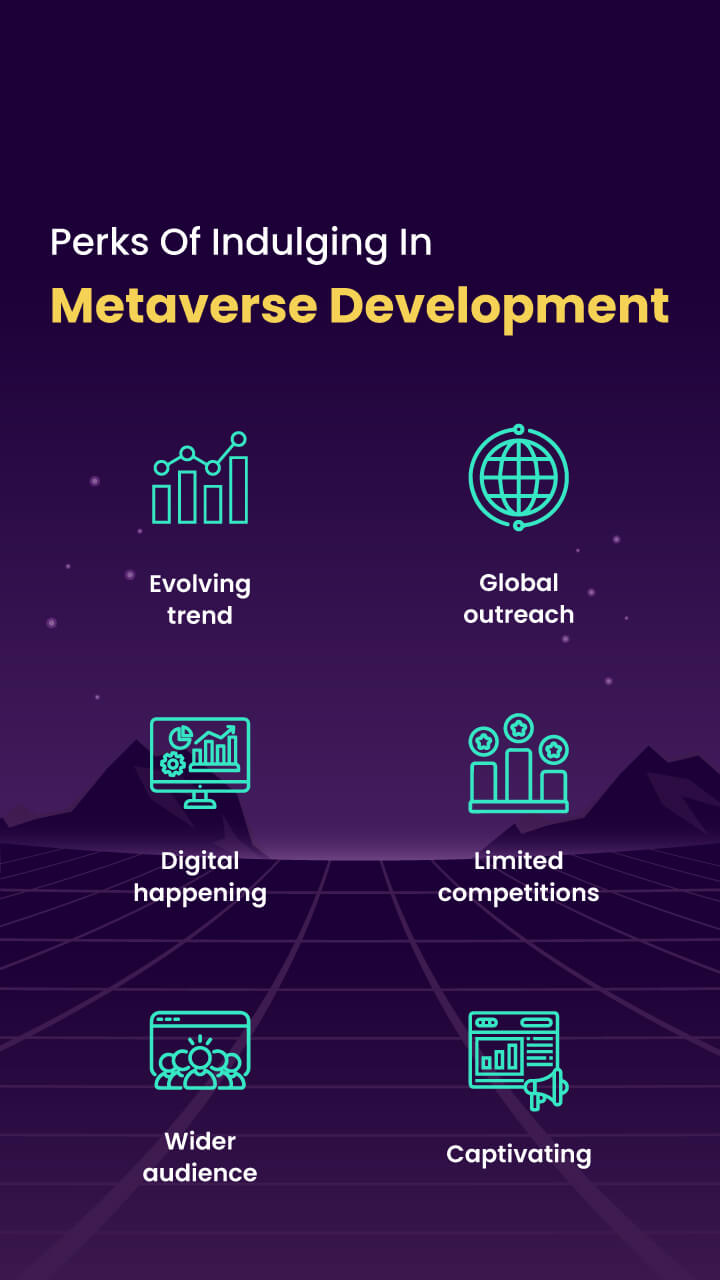 Perks Of Indulging In
Metaverse Development
Evolving
trend
Global
outreach
Digital
happening
Limited
competitions
Wider
audience
Captivating